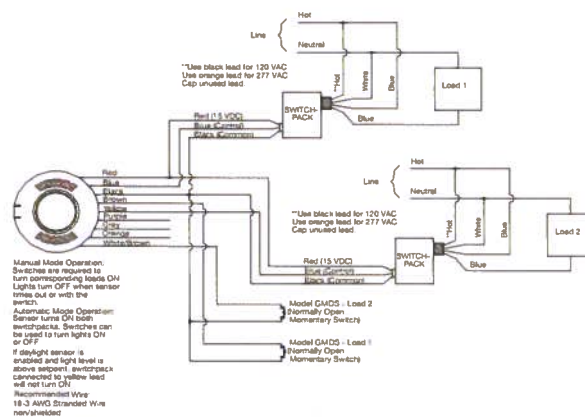 Hot
Line
Neutral
**Use black lead for 120 VAC
Use orange lead for 277 VAC
Cap unused lead
**Hot
White
Blue
Load 1
SWITCH-
PACK
Blue
Red (15 VDC)
Blue (Control)
Black (Common)
Red
Blue
Black
Brown
Yellow
Purple
Gray
Orange
White/Brown
Hot
Line
Neutral
**Use black lead for 120 VAC
Use orange lead for 277 VAC
Cap unused lead
**Hot
White
Blue
Load 2
SWITCH-
PACK
Blue
Red (15 VDC)
Blue (Control)
Black (Common)
Manual Mode Operation.
Switches are required to
turn corresponding loads ON
Lights turn OFF when sensor
times out or with the
switch.
Automatic Mode Operation:
Sensor turns ON both
switchpacks. Switches can
be used to turn lights ON
or OFF
If daylight sensor is
enabled and light level is
above setpoint, switchpack
connected to yellow lead
will not turn ON
Recommended Wire
18-3 AWG Stranded Wire
non/shielded
Model GMDS - Load 2
(Normally Open
Momentary Switch)
Model GMDS - Load 1
(Normally Open
Momentary Switch)